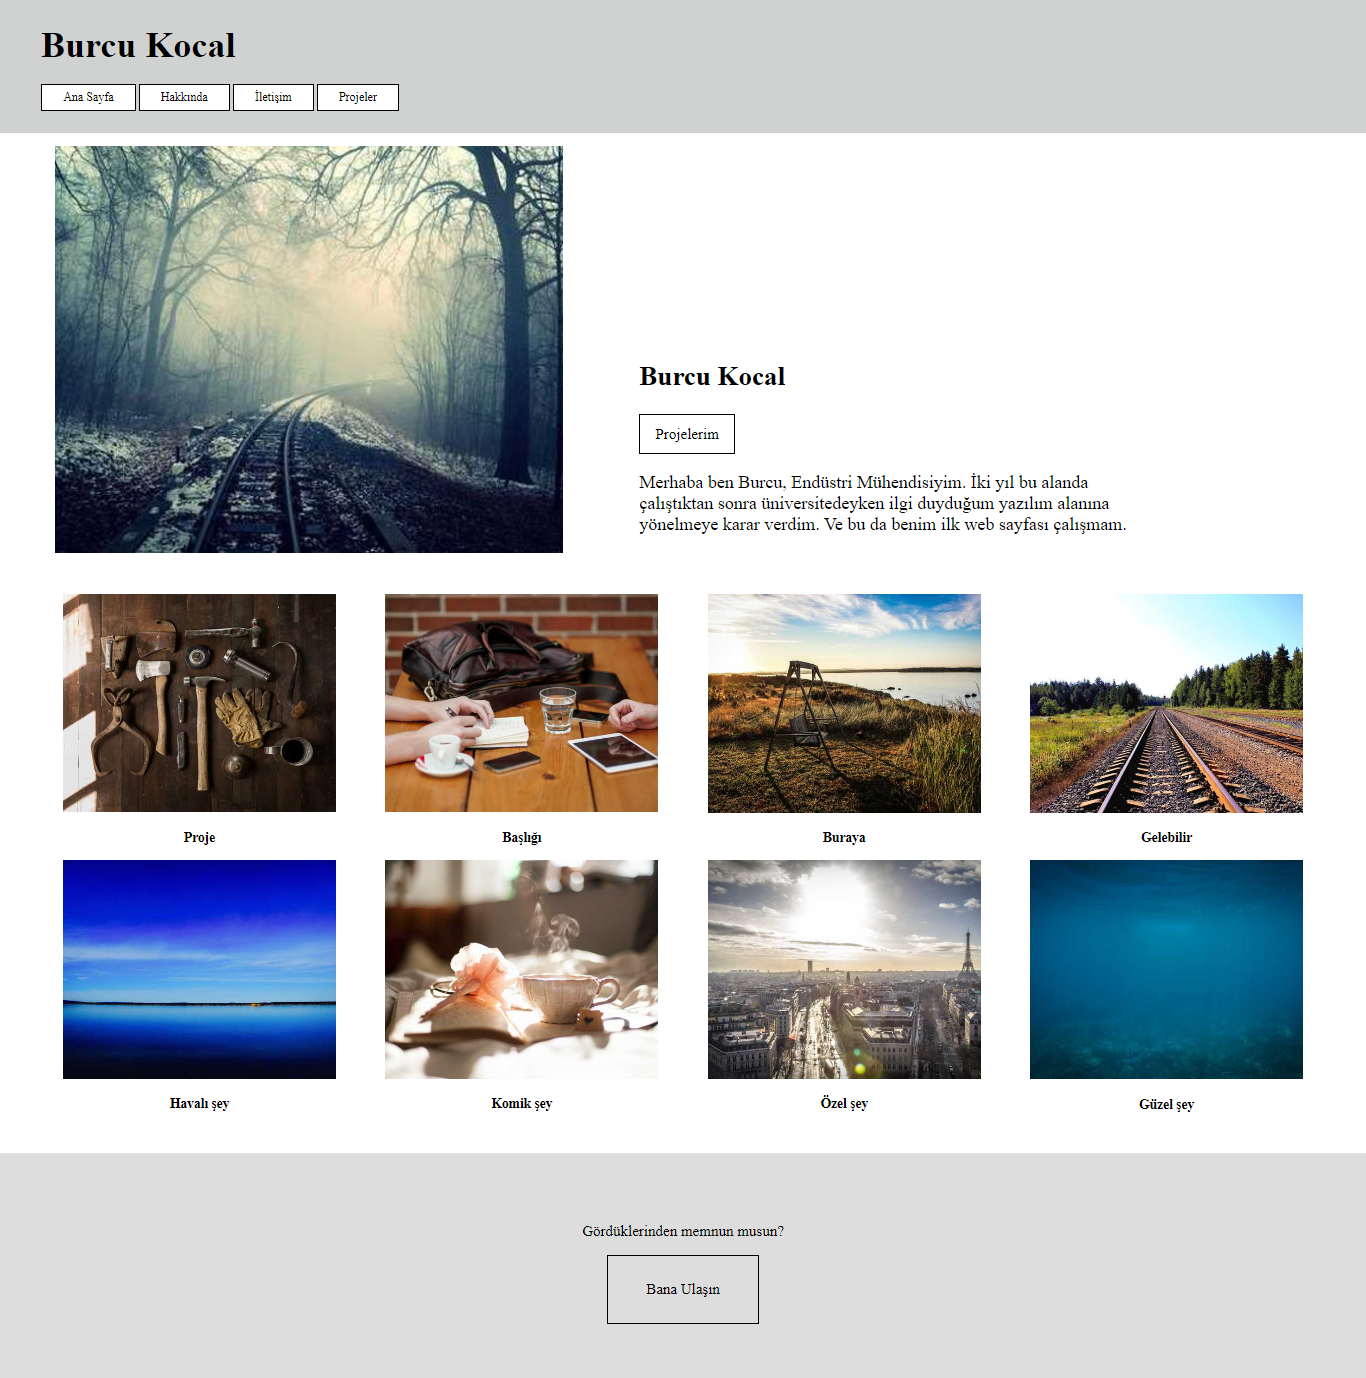 Burcu Kocal
Ana Sayfa
Hakkında
İletişim
Projeler
Burcu Kocal
Projelerim
Merhaba ben Burcu, Endüstri Mühendisiyim. İki yıl bu alanda
çalıştıktan sonra üniversitedeyken ilgi duyduğum yazılım alanına
yönelmeye karar verdim. Ve bu da benim ilk web sayfası çalışmam.
Proje
Başlığı
Buraya
Gelebilir
Havalı şey
Komik şey
Özel şey
Güzel şey
Gördüklerinden memnun musun?
Bana Ulaşın